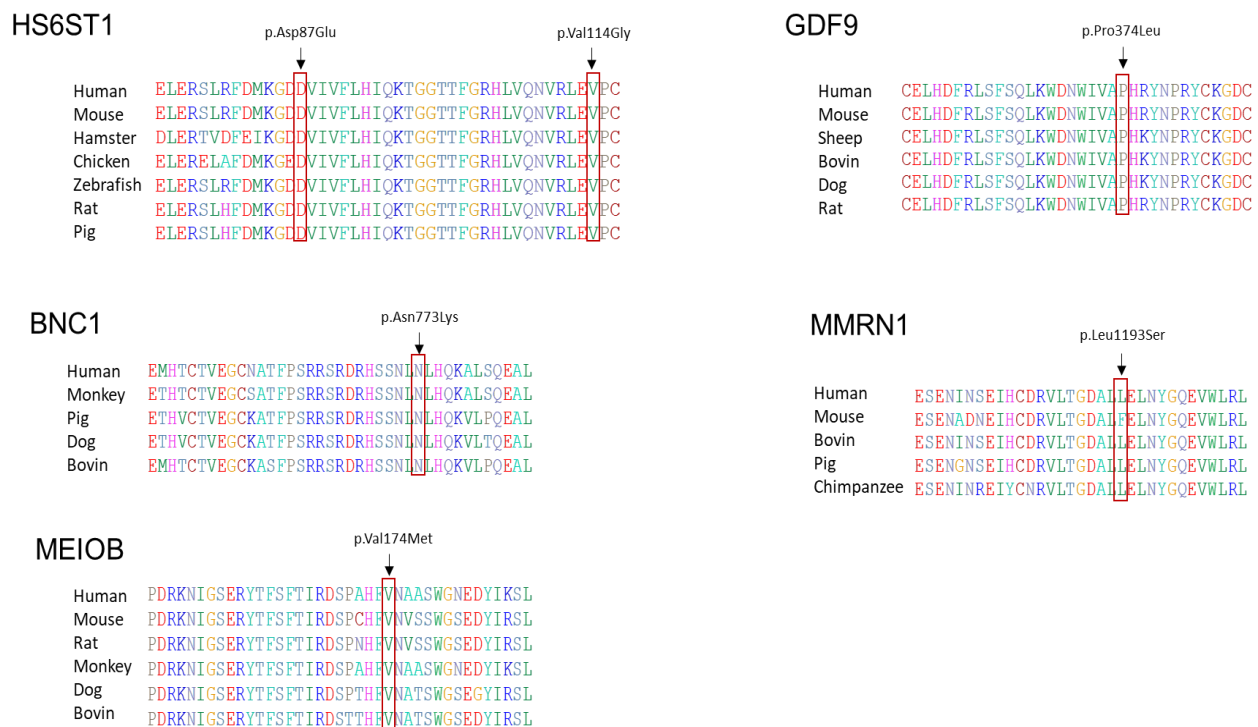 HS6ST1
p.Asp87Glu p.Val114Gly
Human ELERSLRFDMKGDDVIVFLHIQKTGGTTFGRHLVQNVRLEVPC
Mouse ELERSLRFDMKGDDVIVFLHIQKTGGTTFGRHLVQNVRLEVPC
Hamster DLERTVDFEIKGDDVIVFLHIQKTGGTTFGRHLVQNVRLEVPC
Chicken ELERELAFDMKGEDVIVFLHIQKTGGTTFGRHLVQNVRLEVPC
Zebrafish ELERSLRFDMKGDDVIVFLHIQKTGGTTFGRHLVQNVRLEVPC
Rat ELERSLHFDMKGDDVIVFLHIQKTGGTTFGRHLVQNVRLEVPC
Pig ELERSLHFDMKGDDVIVFLHIQKTGGTTFGRHLVQNVRLEVPC
GDF9
p.Pro374Leu
Human CELHDFRLSFSQLKWDNWIVAPHRYNPRYCKGDC
Mouse CELHDFRLSFSQLKWDNWIVAPHRYNPRYCKGDC
Sheep CELHDFRLSFSQLKWDNWIVAPHKYNPRYCKGDC
Bovin CELHDFRLSFSQLKWDNWIVAPHKYNPRYCKGDC
Dog CELHDFRLSFSQLKWDNWIVAPHKYNPRYCKGDC
Rat CELHDFRLSFSQLKWDNWIVAPHRYNPRYCKGDC
BNC1
p.Asn773Lys
Human EMHTCTVEGCNATFPSRRSRDRHSSNLNLHQKALSQEAL
Monkey ETHTCTVEGCSATFPSRRSRDRHSSNLNLHQKALSQEAL
Pig ETHVCTVEGCKATFPSRRSRDRHSSNLNLHQKVLPQEAL
Dog ETHVCTVEGCKATFPSRRSRDRHSSNLNLHQKVLTQEAL
Bovin EMHTCTVEGCKASFPSRRSRDRHSSNLNLHQKVLPQEAL
MMRN1
p.Leu1193Ser
Human ESENINSEIHCDRVLTGDALLELNYGQEVWLRL
Mouse ESENADNEIHCDRVLTGDALFELNYGQEVWLRL
Bovin ESENINSEIHCDRVLTGDALLELNYGQEVWLRL
Pig ESENGNSEIHCDRVLTGDALLELNYGQEVWLRL
Chimpanzee ESENINREIYCNRVLTGDALLELNYGQEVWLRL
MEIOB
p.Val174Met
Human PDRKNIGSERYTFSFTIRDSPAHFVNAASWGNEDYIKSL
Mouse PDRKNIGSERYTFSFTIRDSPCHFVNVSSWGSEDYIRSL
Rat PDRKNIGSERYTFSFTIRDSPNHFVNVSSWGSEDYIRSL
Monkey PDRKNIGSERYTFSFTIRDSPAHFVNAASWGNEDYIKSL
Dog PDRKNIGSERYTFSFTIRDSPTHFVNATSWGSEGYIRSL
Bovin PDRKNIGSERYTFSFTIRDSTTHFVNATSWGSEDYIRSL